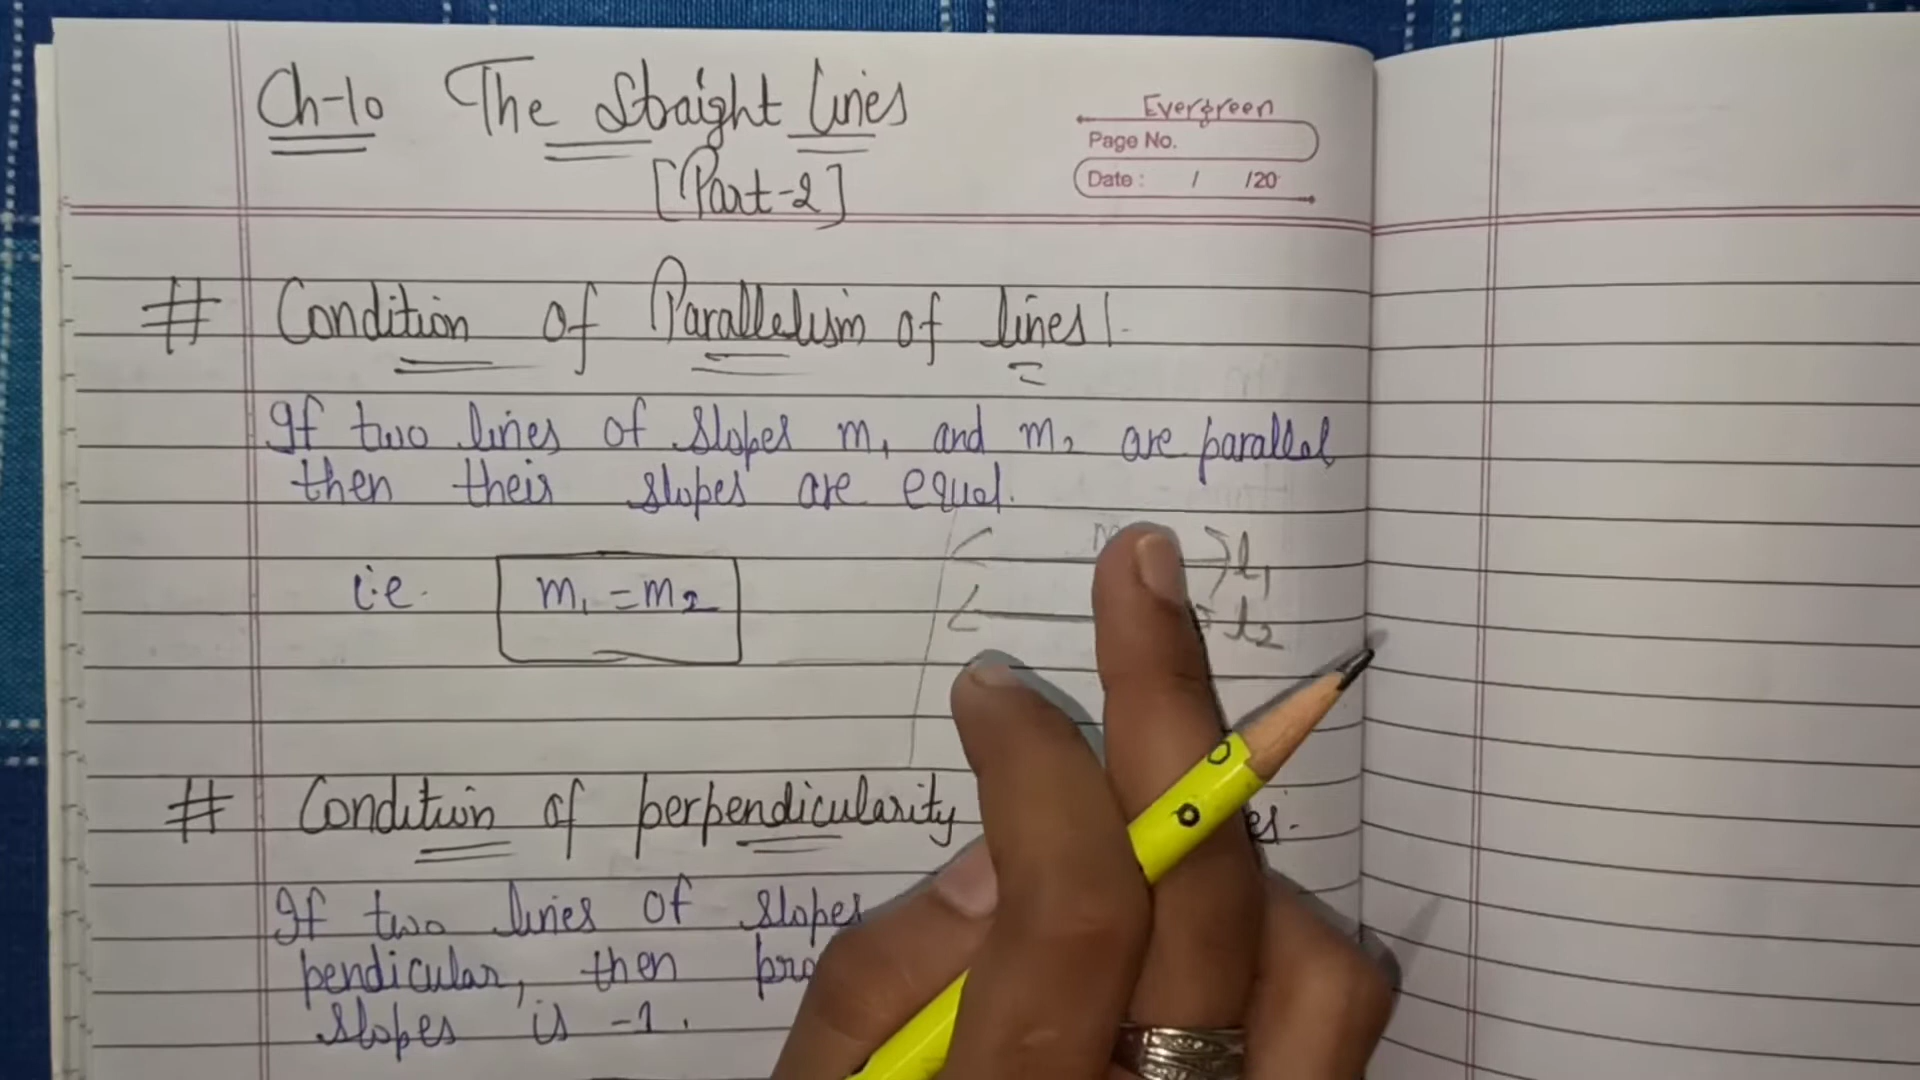 Ch-10 The Straight lines
[Part-2]
Evergreen
Page No.
Date : / /20
# Condition of Parallelism of lines!-
If two lines of slopes m₁ and m₂ are parallel
then their slopes are equal.
i.e. m₁ = m₂
l₁
l₂
# Condition of perpendicularity
If two lines of slopes
pendicular, then
slopes is -1.